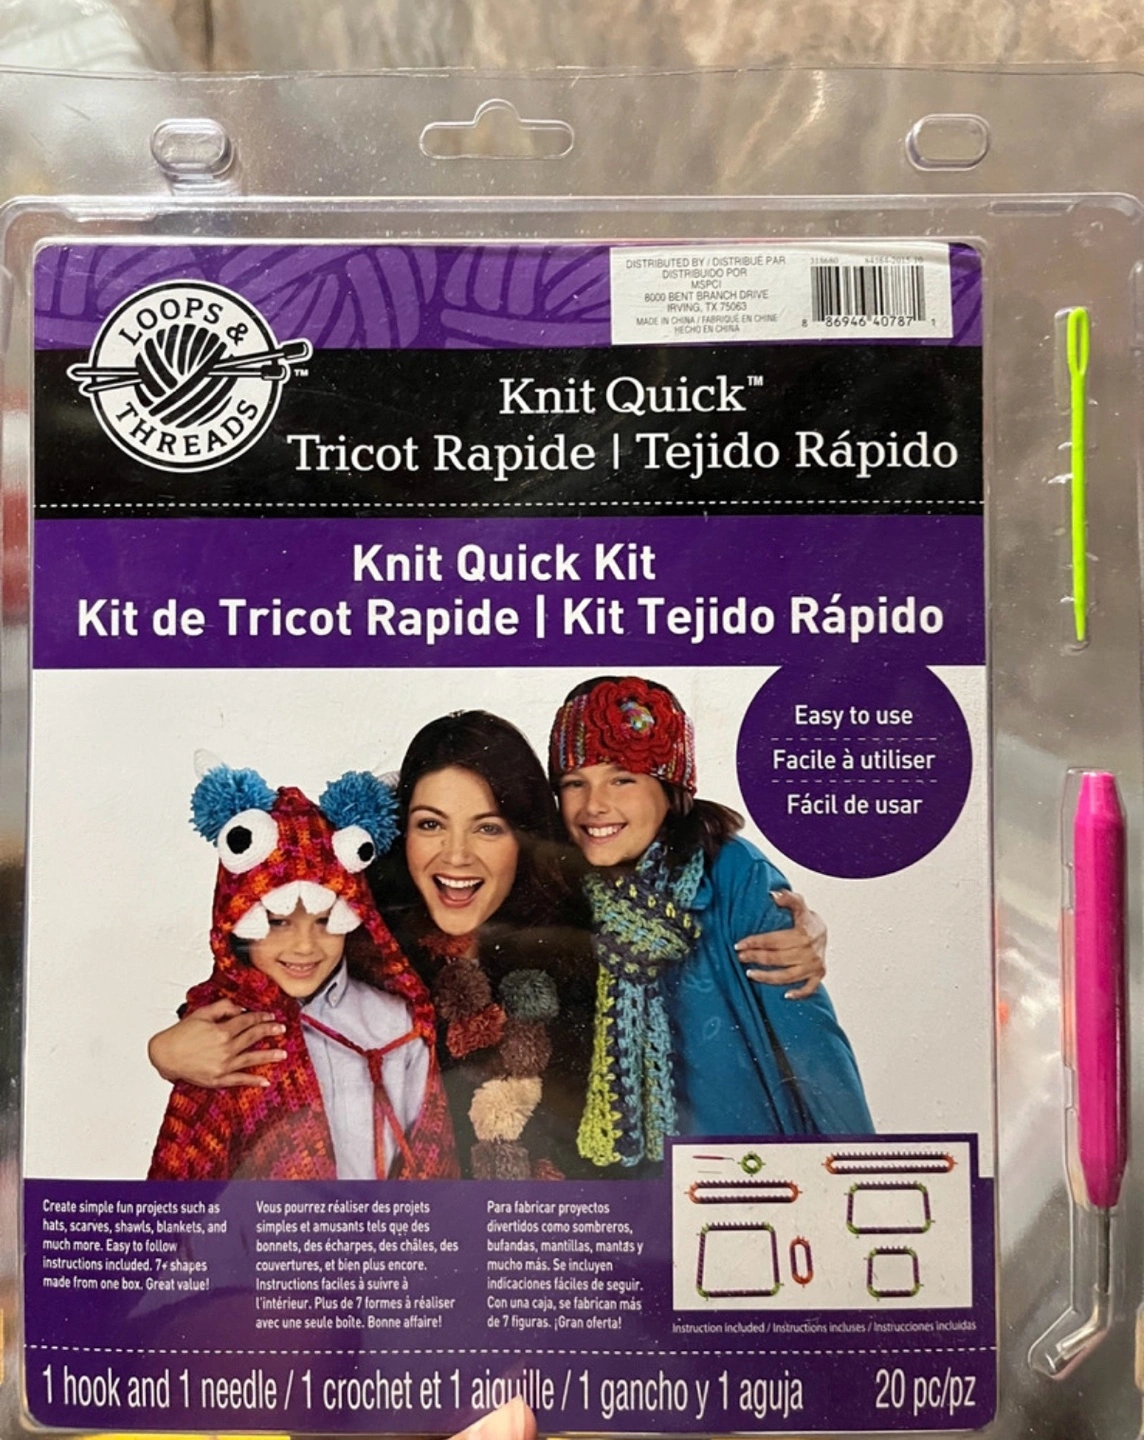 DISTRIBUTED BY / DISTRIBUÉ PAR
DISTRIBUIDO POR
MSPCI
8000 BENT BRANCH DRIVE
IRVING, TX 75063
MADE IN CHINA / FABRIQUÉ EN CHINE
HECHO EN CHINA
318680
8 86946 40787 1
LOOPS &
THREADS
™
Knit Quick™
Tricot Rapide | Tejido Rápido
Knit Quick Kit
Kit de Tricot Rapide | Kit Tejido Rápido
Easy to use
Facile à utiliser
Fácil de usar
Create simple fun projects such as
hats, scarves, shawls, blankets, and
much more. Easy to follow
instructions included. 7+ shapes
made from one box. Great value!
Vous pourrez réaliser des projets
simples et amusants tels que des
bonnets, des écharpes, des châles, des
couvertures, et bien plus encore.
Instructions faciles à suivre à
l'intérieur. Plus de 7 formes à réaliser
avec une seule boîte. Bonne affaire!
Para fabricar proyectos
divertidos como sombreros,
bufandas, mantillas, mantas y
mucho más. Se incluyen
indicaciones fáciles de seguir.
Con una caja, se fabrican más
de 7 figuras. ¡Gran oferta!
Instruction included / Instructions incluses / Instrucciones incluidas
1 hook and 1 needle / 1 crochet et 1 aiguille / 1 gancho y 1 aguja
20 pc/pz